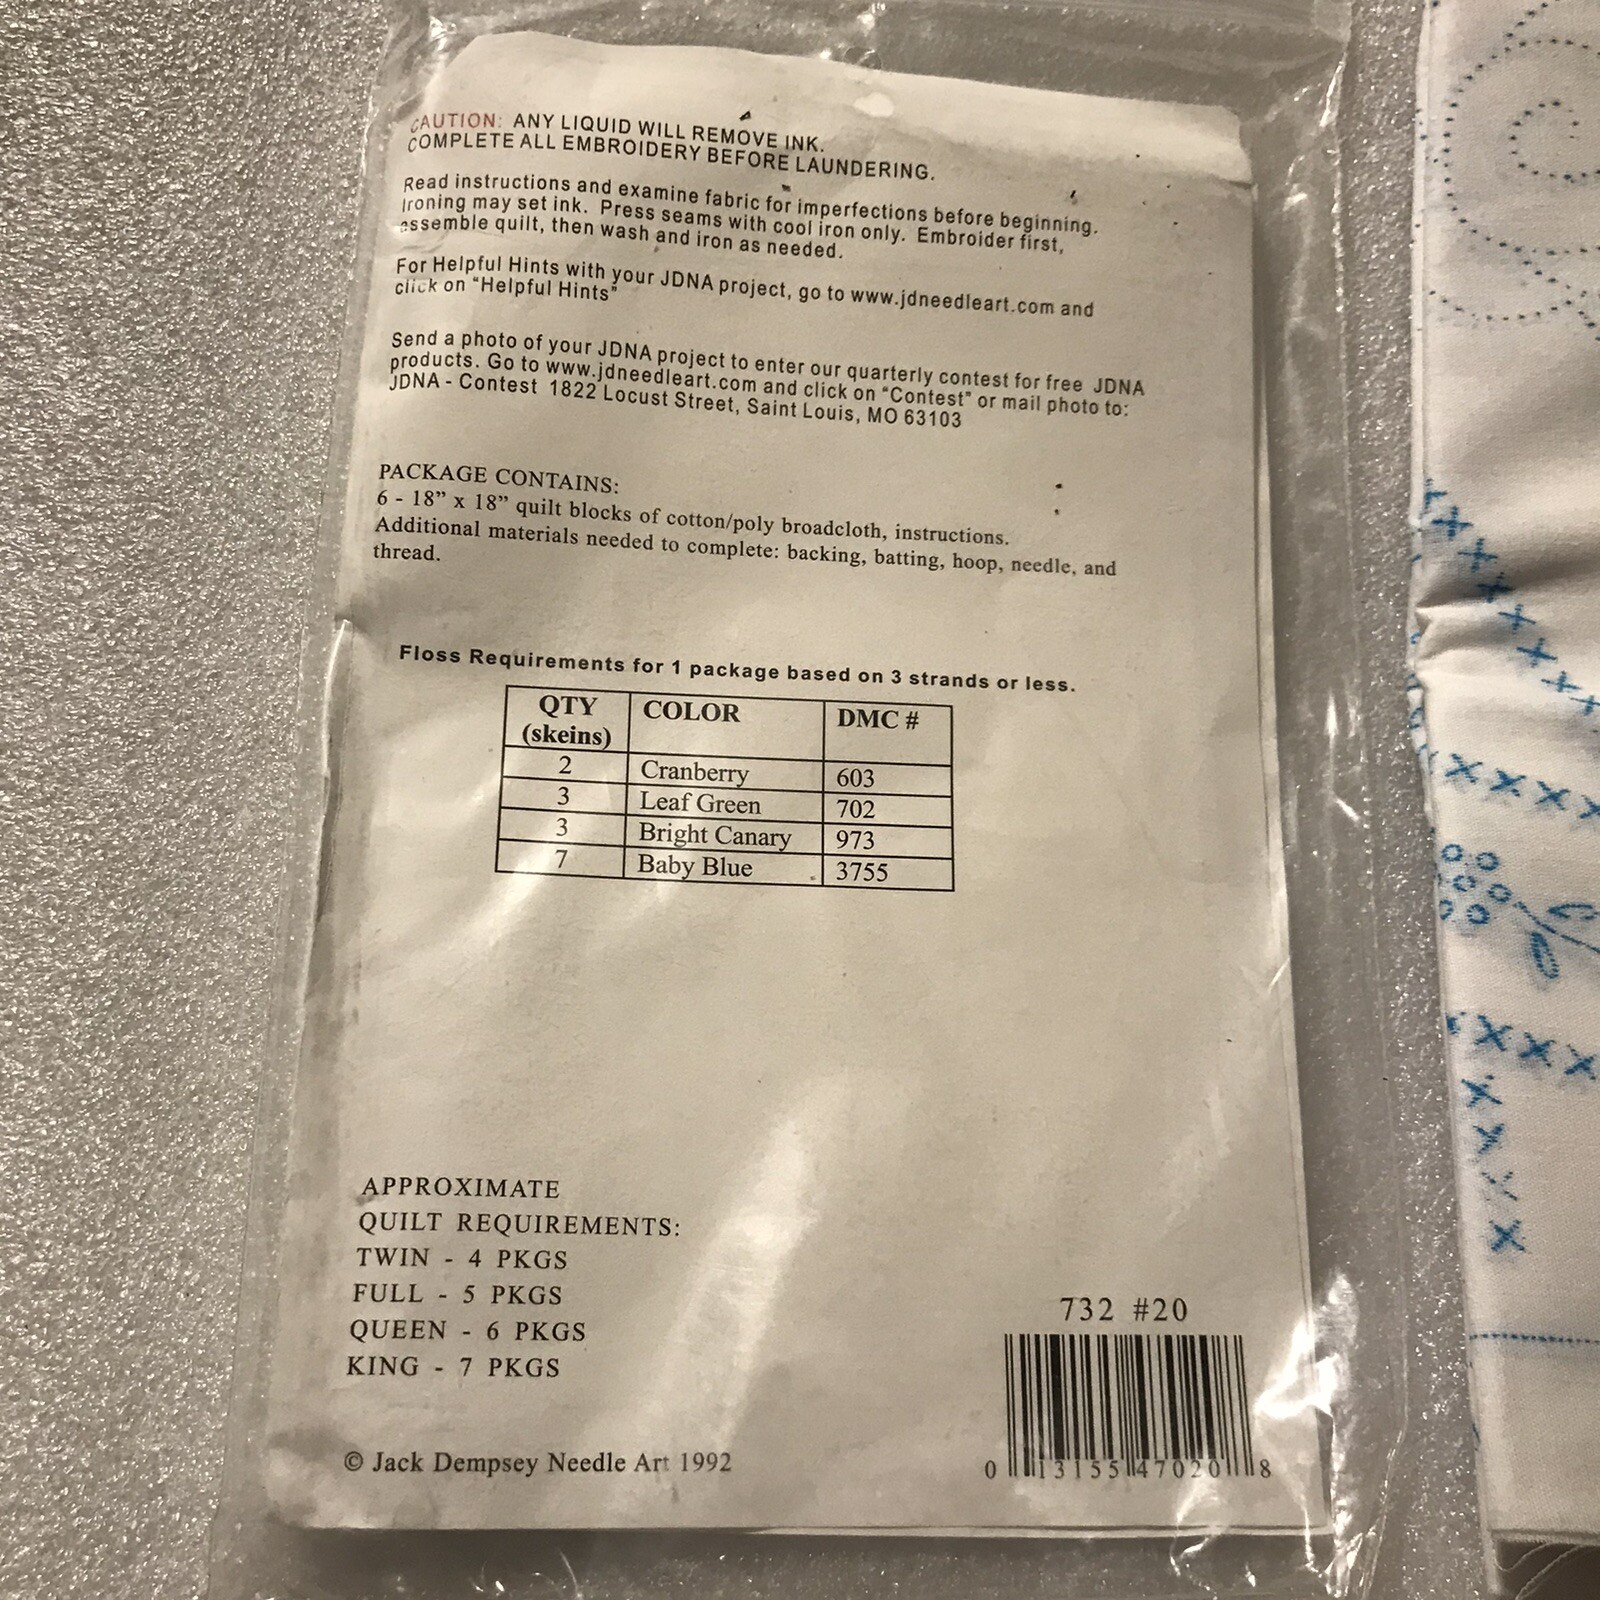 CAUTION: ANY LIQUID WILL REMOVE INK.
COMPLETE ALL EMBROIDERY BEFORE LAUNDERING.
Read instructions and examine fabric for imperfections before beginning.
Ironing may set ink. Press seams with cool iron only. Embroider first,
assemble quilt, then wash and iron as needed.
For Helpful Hints with your JDNA project, go to www.jdneedleart.com and
click on "Helpful Hints"
Send a photo of your JDNA project to enter our quarterly contest for free JDNA
products. Go to www.jdneedleart.com and click on "Contest" or mail photo to:
JDNA - Contest 1822 Locust Street, Saint Louis, MO 63103
PACKAGE CONTAINS:
6 - 18” x 18” quilt blocks of cotton/poly broadcloth, instructions.
Additional materials needed to complete: backing, batting, hoop, needle, and
thread.
Floss Requirements for 1 package based on 3 strands or less.
QTY (skeins) COLOR DMC #
2 Cranberry 603
3 Leaf Green 702
3 Bright Canary 973
7 Baby Blue 3755
APPROXIMATE
QUILT REQUIREMENTS:
TWIN - 4 PKGS
FULL - 5 PKGS
QUEEN - 6 PKGS
KING - 7 PKGS
732 #20
© Jack Dempsey Needle Art 1992
0 13155 47020 8